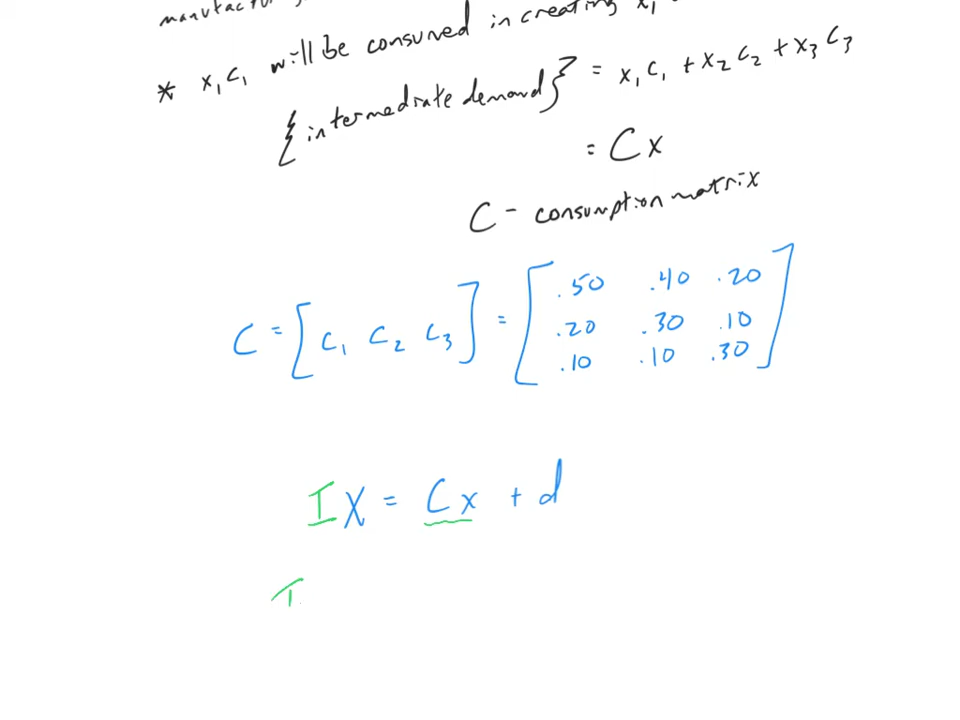 * x₁c₁ will be consumed in creating x₁
{intermediate demand} = x₁c₁ + x₂c₂ + x₃c₃
= Cx
C - consumption matrix
C = [c₁ c₂ c₃] = [.50 .40 .20
.20 .30 .10
.10 .10 .30]
IX = Cx + d
I